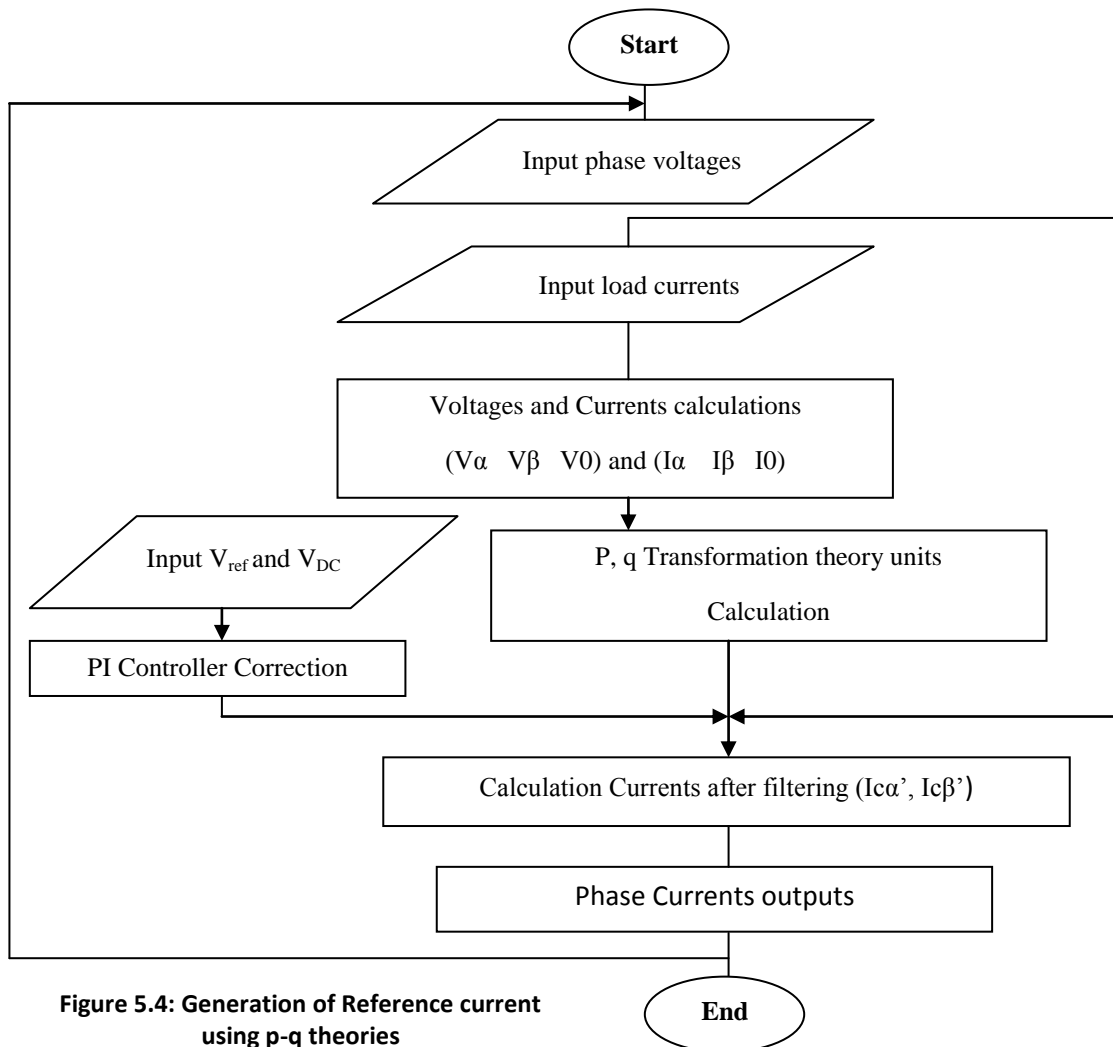 Start
Input phase voltages
Input load currents
Voltages and Currents calculations
(Vα Vβ V0) and (Iα Iβ I0)
Input Vref and VDC
P, q Transformation theory units
Calculation
PI Controller Correction
Calculation Currents after filtering (Icα’, Icβ’)
Phase Currents outputs
End
Figure 5.4: Generation of Reference current
using p-q theories